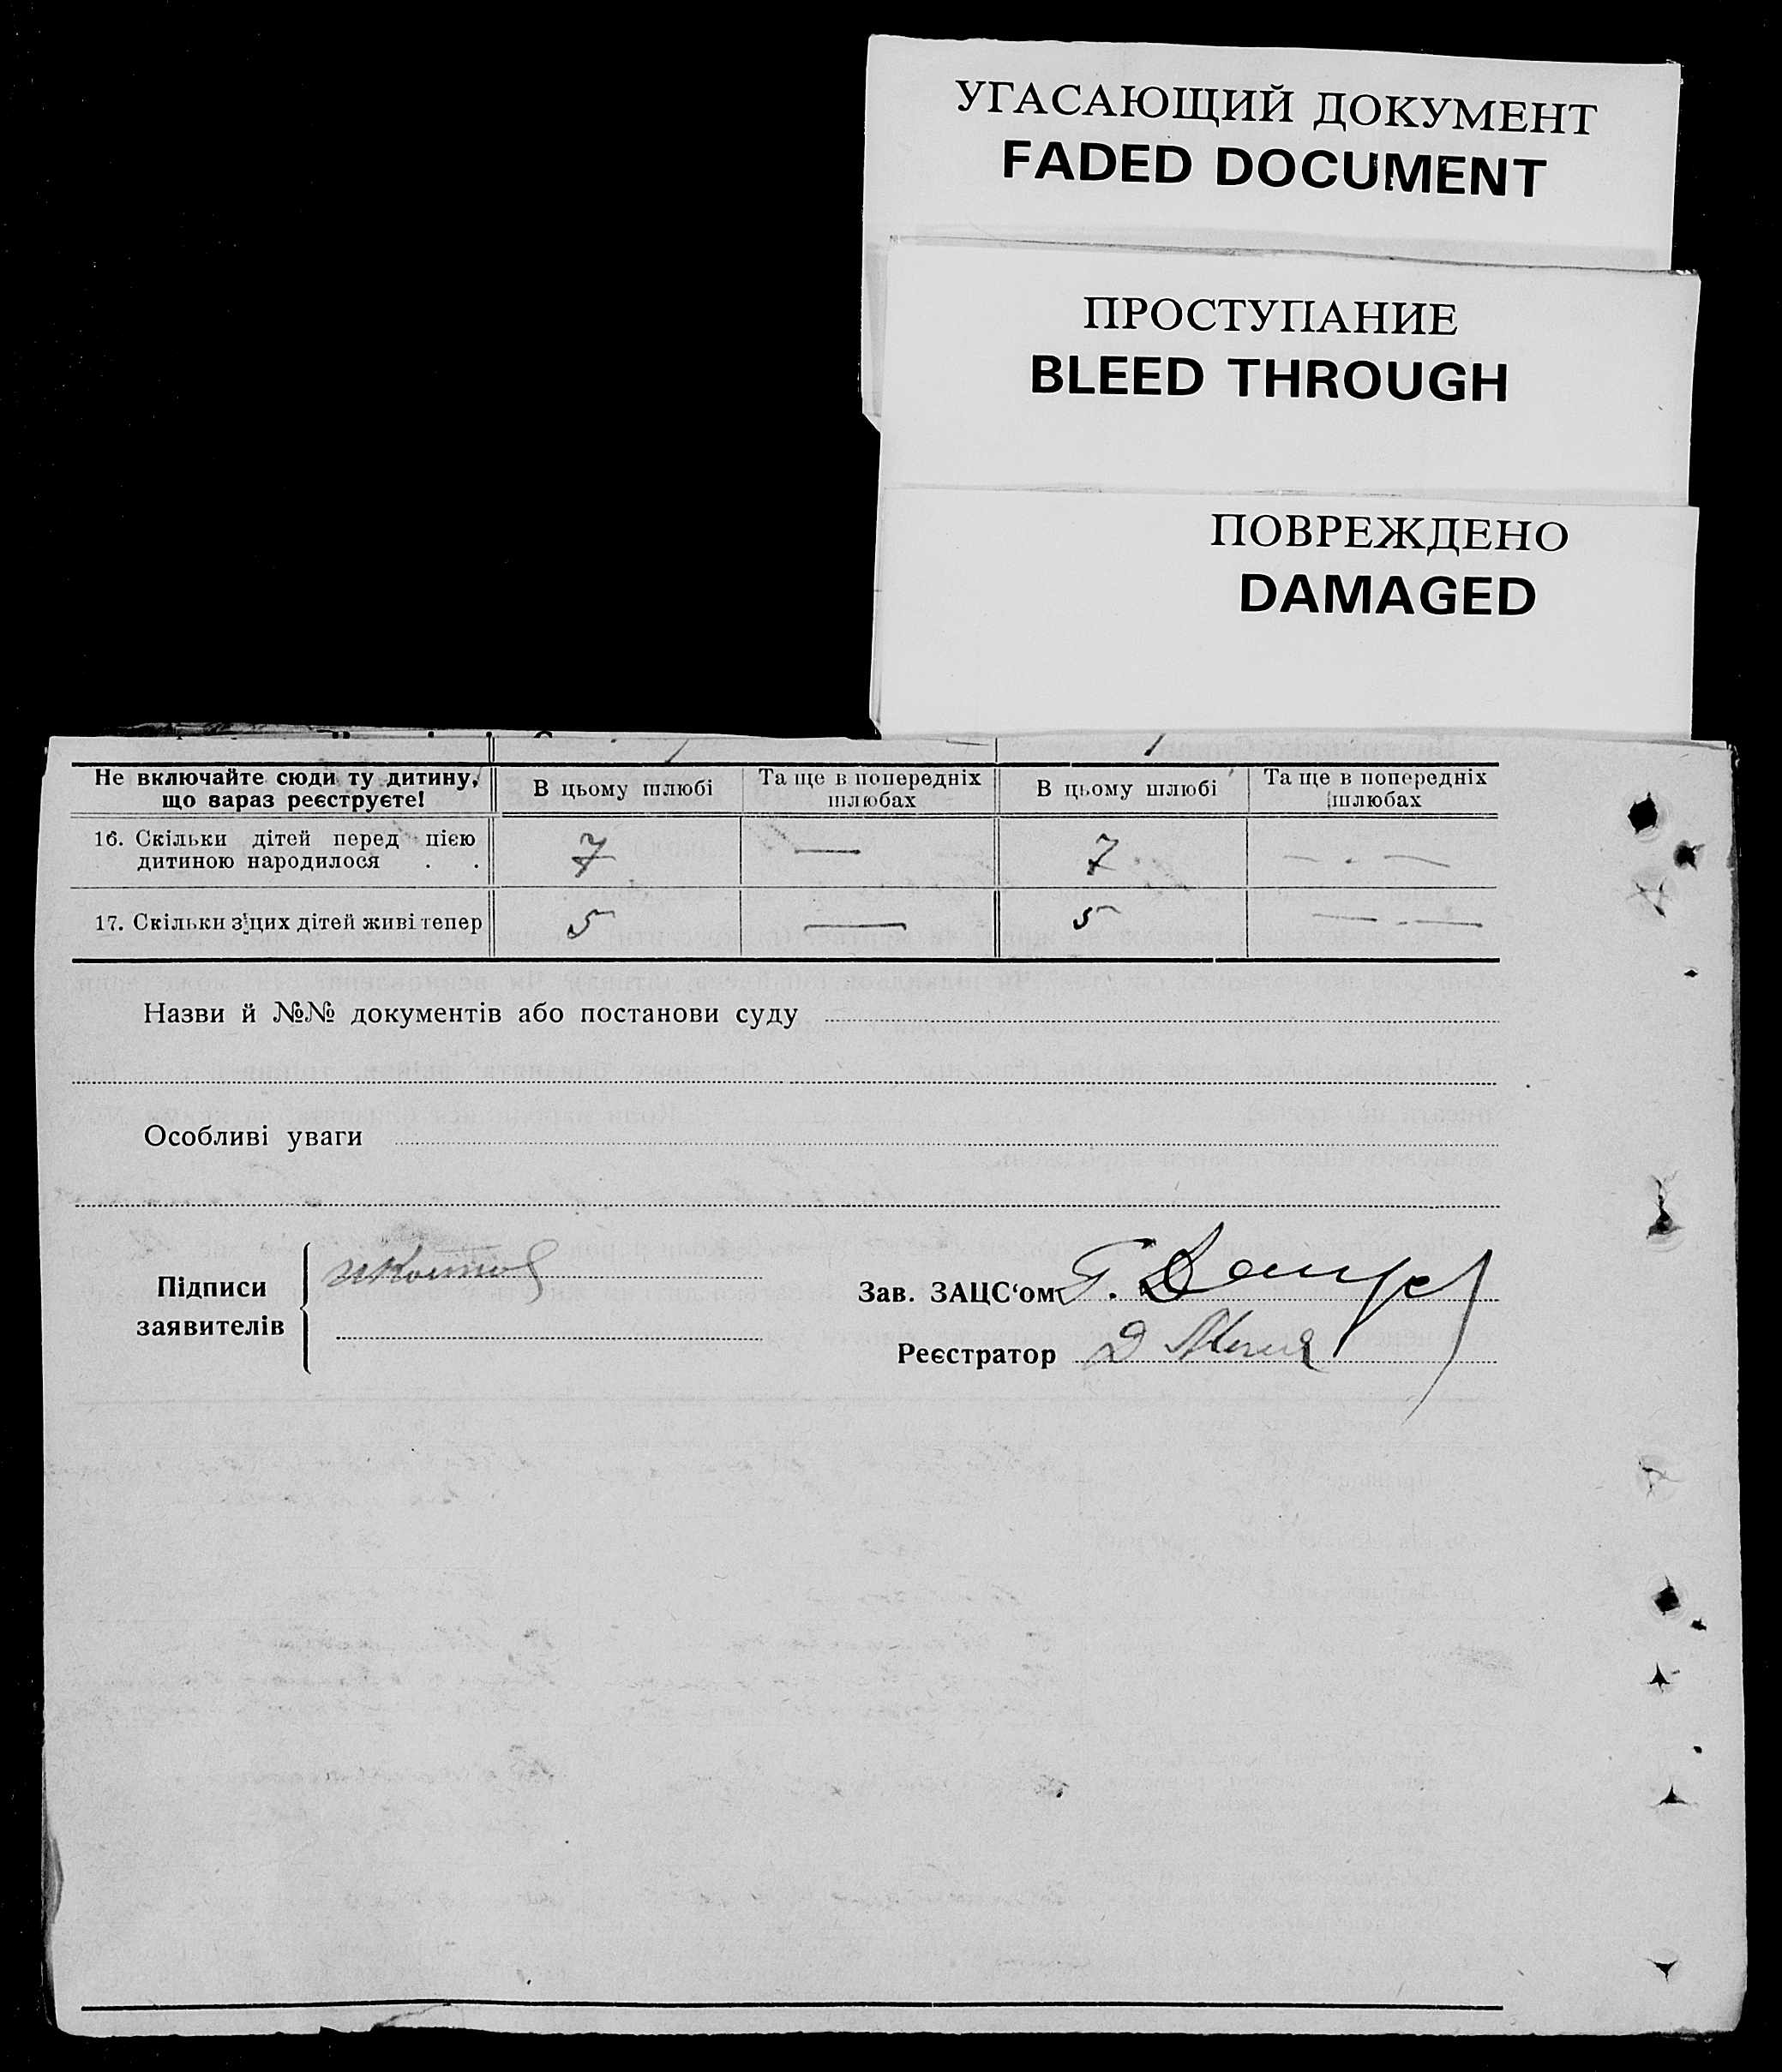 УГАСАЮЩИЙ ДОКУМЕНТ
FADED DOCUMENT
ПРОСТУПАНИЕ
BLEED THROUGH
ПОВРЕЖДЕНО
DAMAGED
Не включайте сюди ту дитину, що вараз реєструєте! В цьому шлюбі Та ще в попередніх шлюбах В цьому шлюбі Та ще в попередніх шлюбах
16. Скільки дітей перед цією дитиною народилося . . 7 — 7 — . —
17. Скільки з цих дітей живі тепер 5 — 5 — . —
Назви й №№ документів або постанови суду
Особливі уваги
Підписи заявителів
Зав. ЗАЦС‘ом Г.
Реєстратор Д